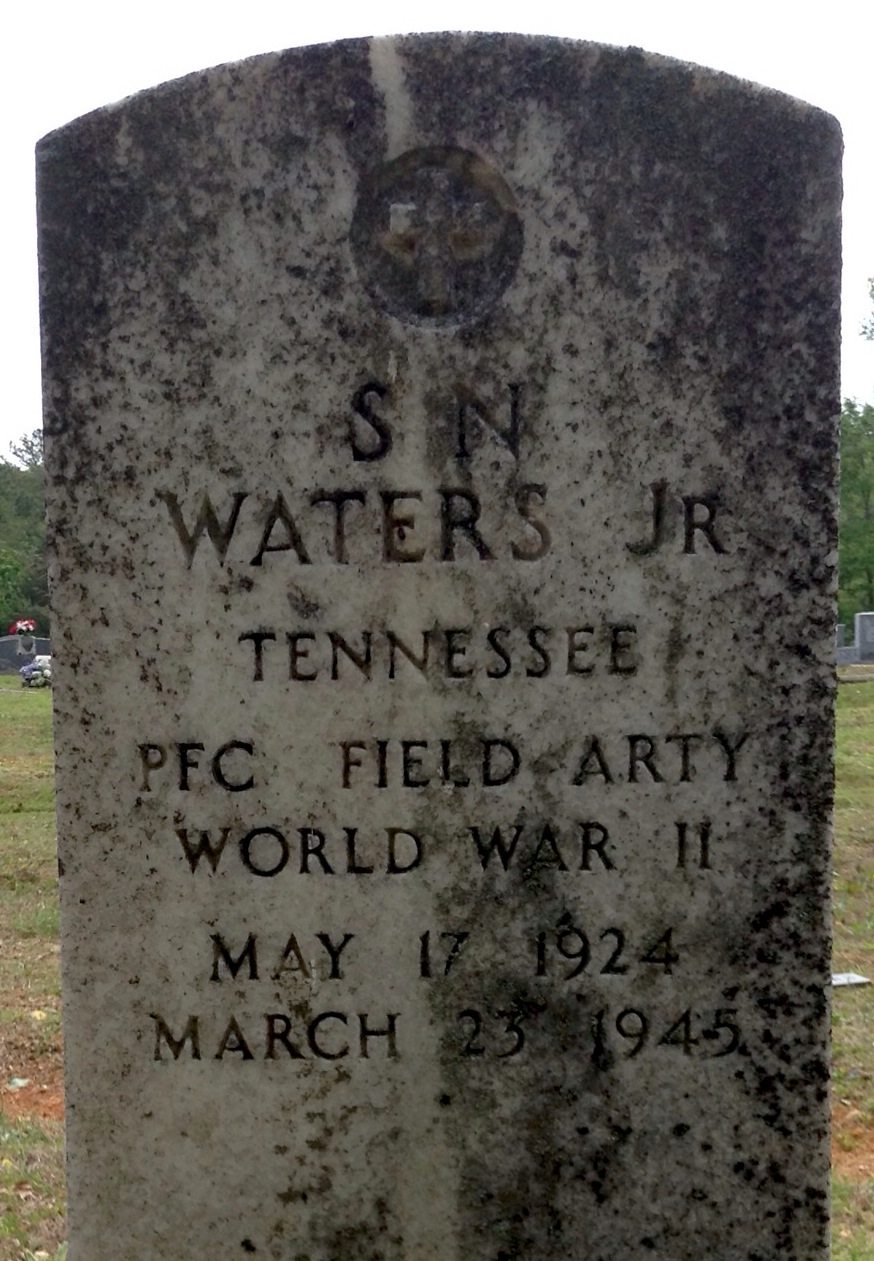 S N
WATERS JR
TENNESSEE
PFC FIELD ARTY
WORLD WAR II
MAY 17 1924
MARCH 23 1945